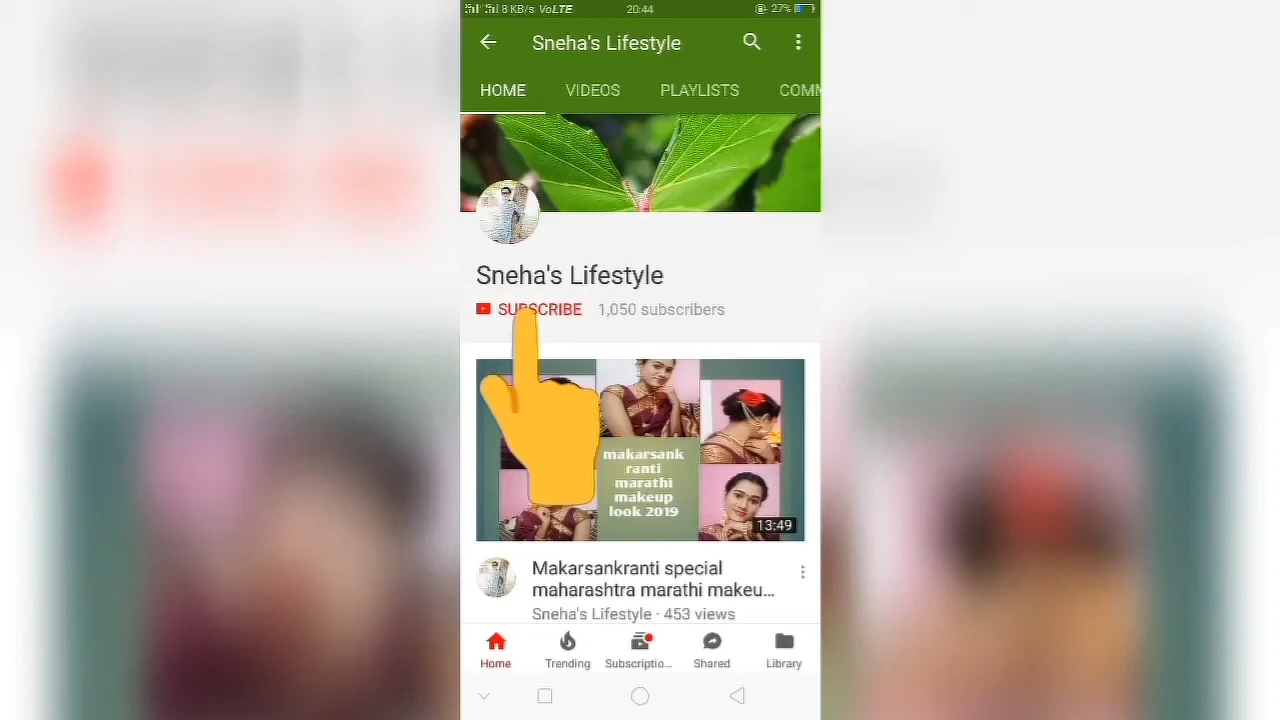 8 KB/s VoLTE 20:44 27%
Sneha's Lifestyle
HOME VIDEOS PLAYLISTS COMM
Sneha's Lifestyle
SUBSCRIBE 1,050 subscribers
makarsank
ranti
marathi
makeup
look 2019
13:49
Makarsankranti special
maharashtra marathi makeu...
Sneha's Lifestyle · 453 views
Home Trending Subscriptio... Shared Library